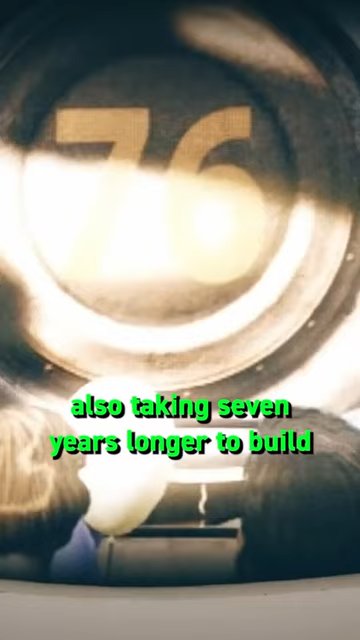 76
also taking seven
years longer to build